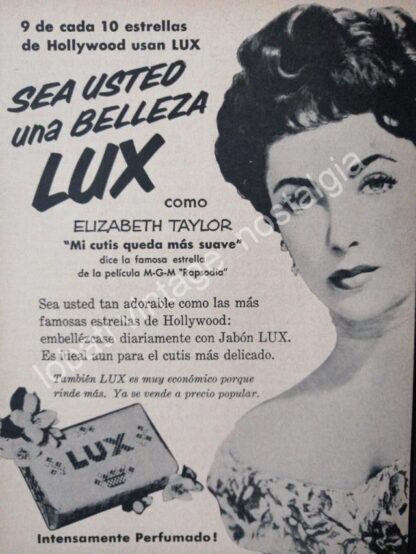 9 de cada 10 estrellas
de Hollywood usan LUX
SEA USTED
una BELLEZA
LUX
como
ELIZABETH TAYLOR
"Mi cutis queda más suave"
dice la famosa estrella
de la película M-G-M "Rapsodia"
Sea usted tan adorable como las más
famosas estrellas de Hollywood:
embellézcase diariamente con Jabón LUX.
Es ideal aun para el cutis más delicado.
También LUX es muy económico porque
rinde más. Ya se vende a precio popular.
LUX
Intensamente Perfumado!